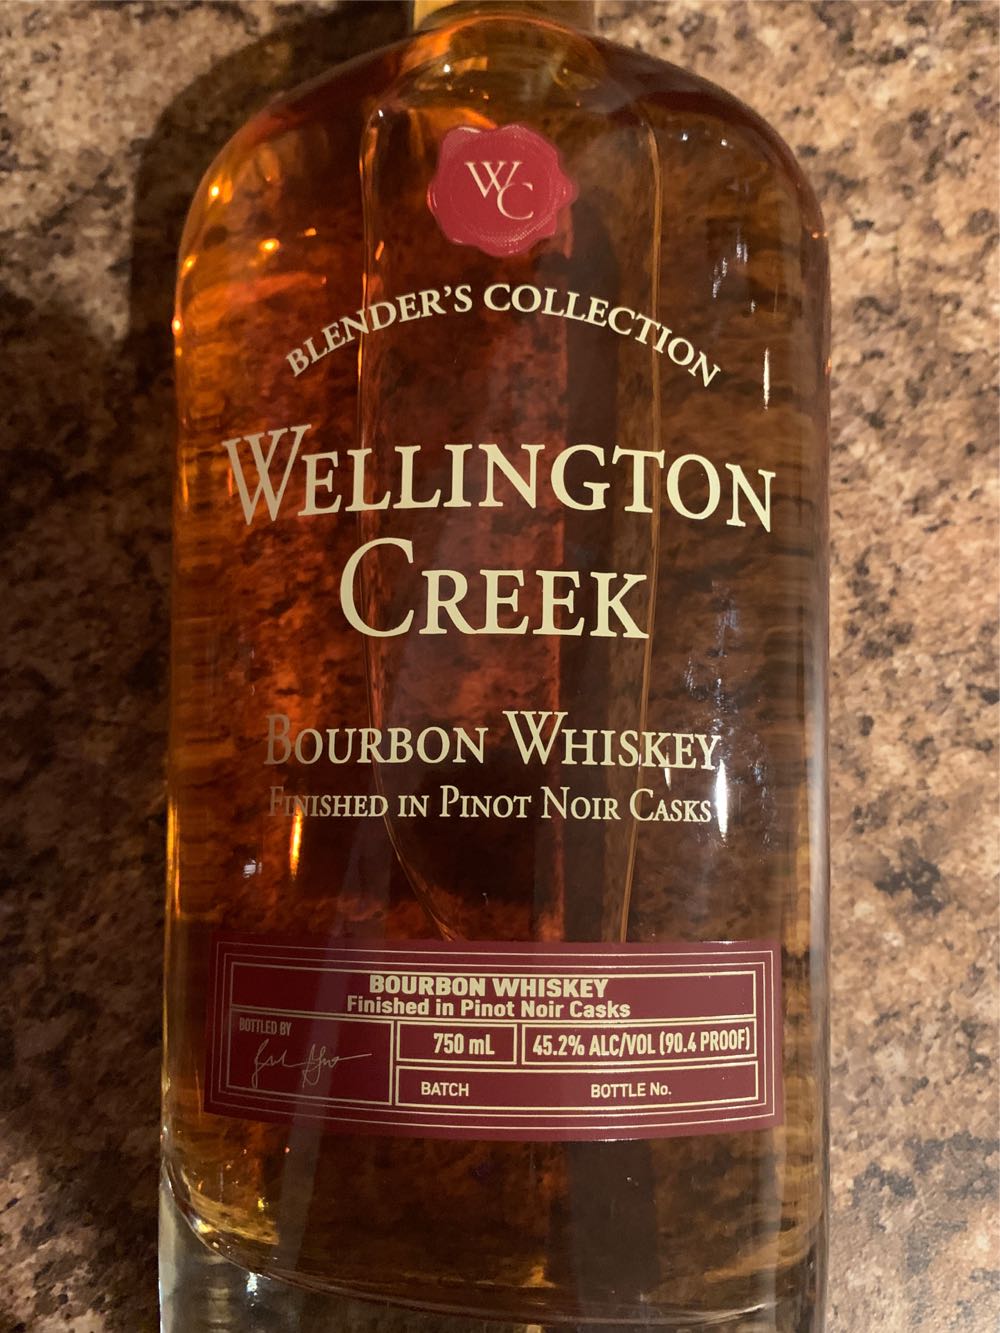 WC
BLENDER'S COLLECTION
WELLINGTON
CREEK
BOURBON WHISKEY
FINISHED IN PINOT NOIR CASKS
BOURBON WHISKEY
Finished in Pinot Noir Casks
BOTTLED BY
750 mL
45.2% ALC/VOL (90.4 PROOF)
BATCH
BOTTLE No.